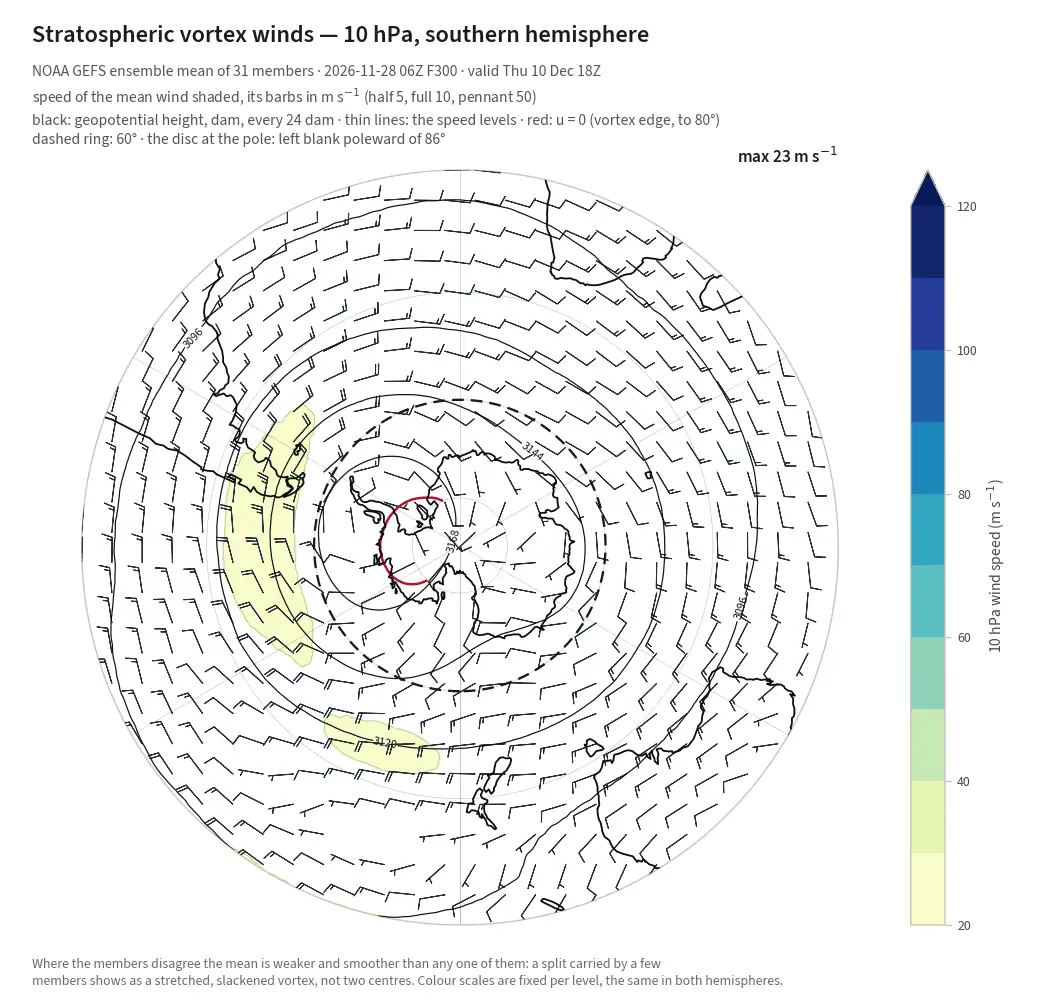 Stratospheric vortex winds — 10 hPa, southern hemisphere
NOAA GEFS ensemble mean of 31 members · 2026-11-28 06Z F300 · valid Thu 10 Dec 18Z
speed of the mean wind shaded, its barbs in m s⁻¹ (half 5, full 10, pennant 50)
black: geopotential height, dam, every 24 dam · thin lines: the speed levels · red: u = 0 (vortex edge, to 80°)
dashed ring: 60° · the disc at the pole: left blank poleward of 86°
max 23 m s⁻¹
120
100
80
60
40
20
10 hPa wind speed (m s⁻¹)
3096
3144
3168
3096
3120
Where the members disagree the mean is weaker and smoother than any one of them: a split carried by a few
members shows as a stretched, slackened vortex, not two centres. Colour scales are fixed per level, the same in both hemispheres.